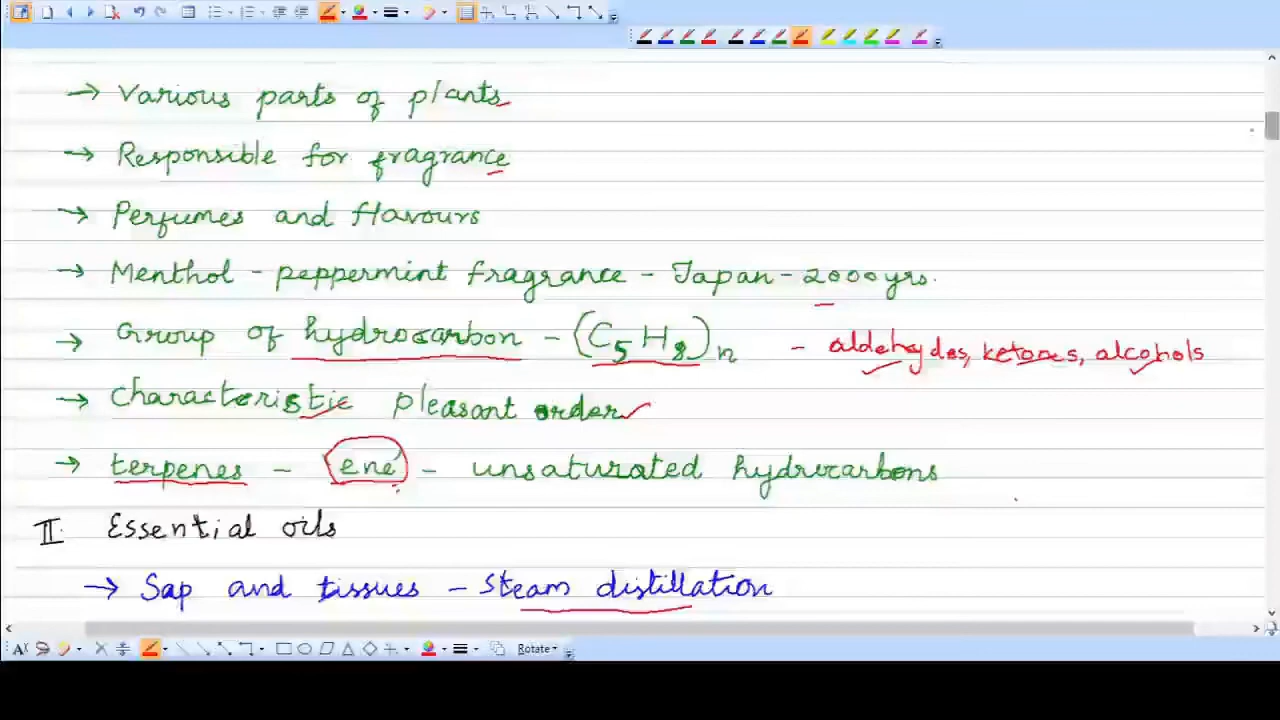 → Various parts of plants
→ Responsible for fragrance
→ Perfumes and flavours
→ Menthol - peppermint fragrance - Japan - 2000 yrs.
→ Group of hydrocarbon - (C5H8)n - aldehydes, ketones, alcohols
→ Characteristic pleasant order
→ terpenes - ene - unsaturated hydrocarbons
II Essential oils
→ Sap and tissues - Steam distillation
Rotate